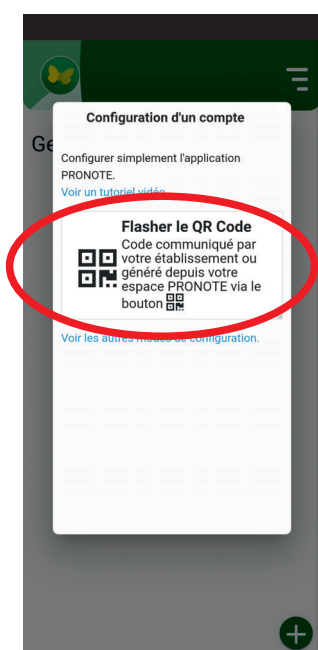 Configuration d'un compte
Ge
Configurer simplement l'application
PRONOTE.
Voir un tutoriel vidéo
Flasher le QR Code
Code communiqué par
votre établissement ou
généré depuis votre
espace PRONOTE via le
bouton
Voir les autres modes de configuration.